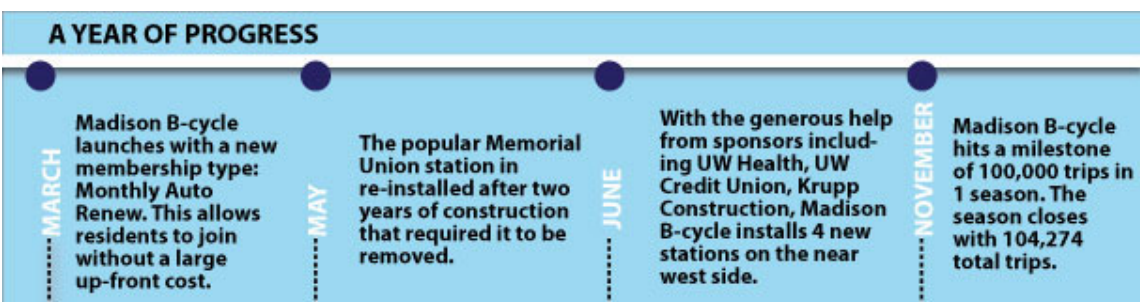 A YEAR OF PROGRESS
MARCH
Madison B-cycle
launches with a new
membership type:
Monthly Auto
Renew. This allows
residents to join
without a large
up-front cost.
MAY
The popular Memorial
Union station in
re-installed after two
years of construction
that required it to be
removed.
JUNE
With the generous help
from sponsors includ-
ing UW Health, UW
Credit Union, Krupp
Construction, Madison
B-cycle installs 4 new
stations on the near
west side.
NOVEMBER
Madison B-cycle
hits a milestone
of 100,000 trips in
1 season. The
season closes
with 104,274
total trips.